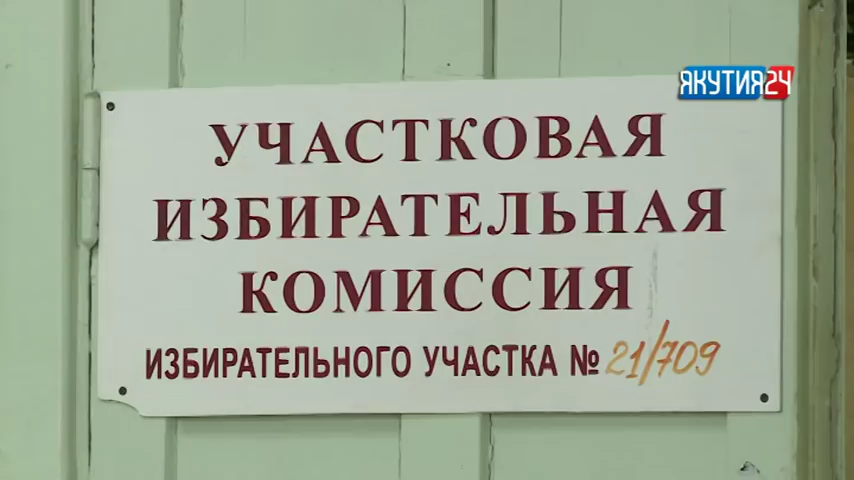 ЯКУТИЯ24
УЧАСТКОВАЯ
ИЗБИРАТЕЛЬНАЯ
КОМИССИЯ
ИЗБИРАТЕЛЬНОГО УЧАСТКА № 21/709